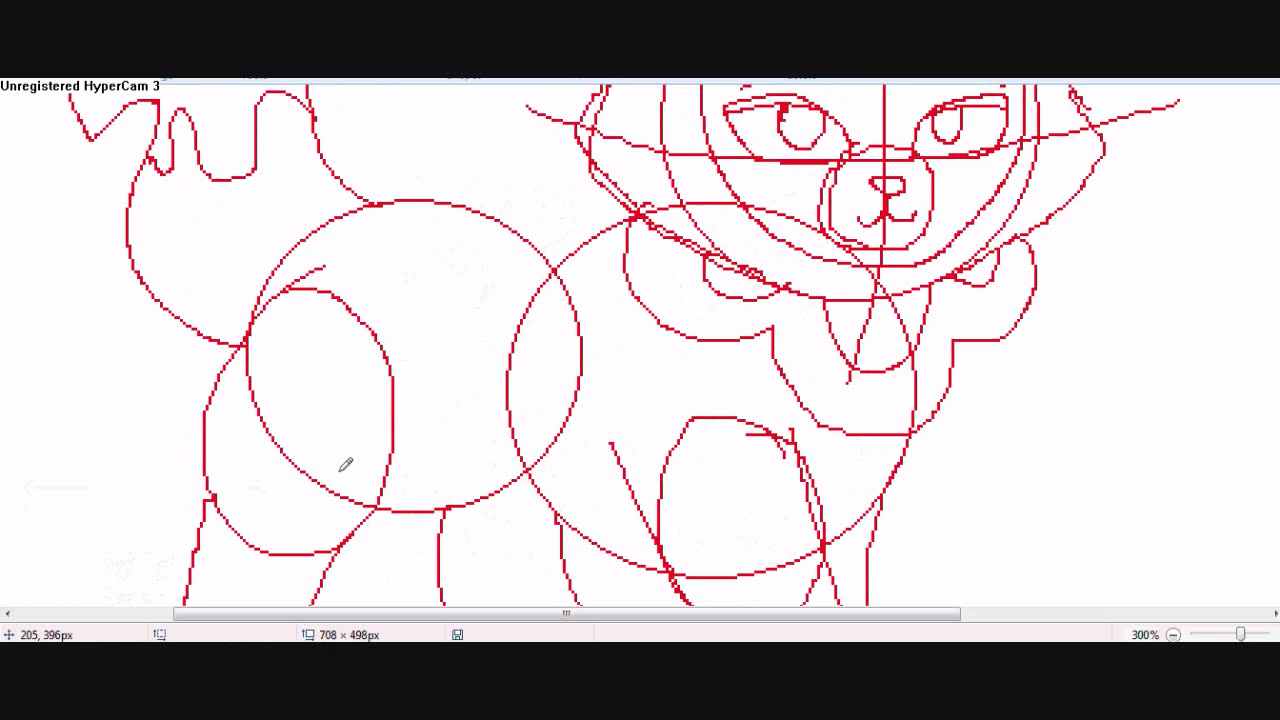 Unregistered HyperCam 3
205, 396px
708 × 498px
300%